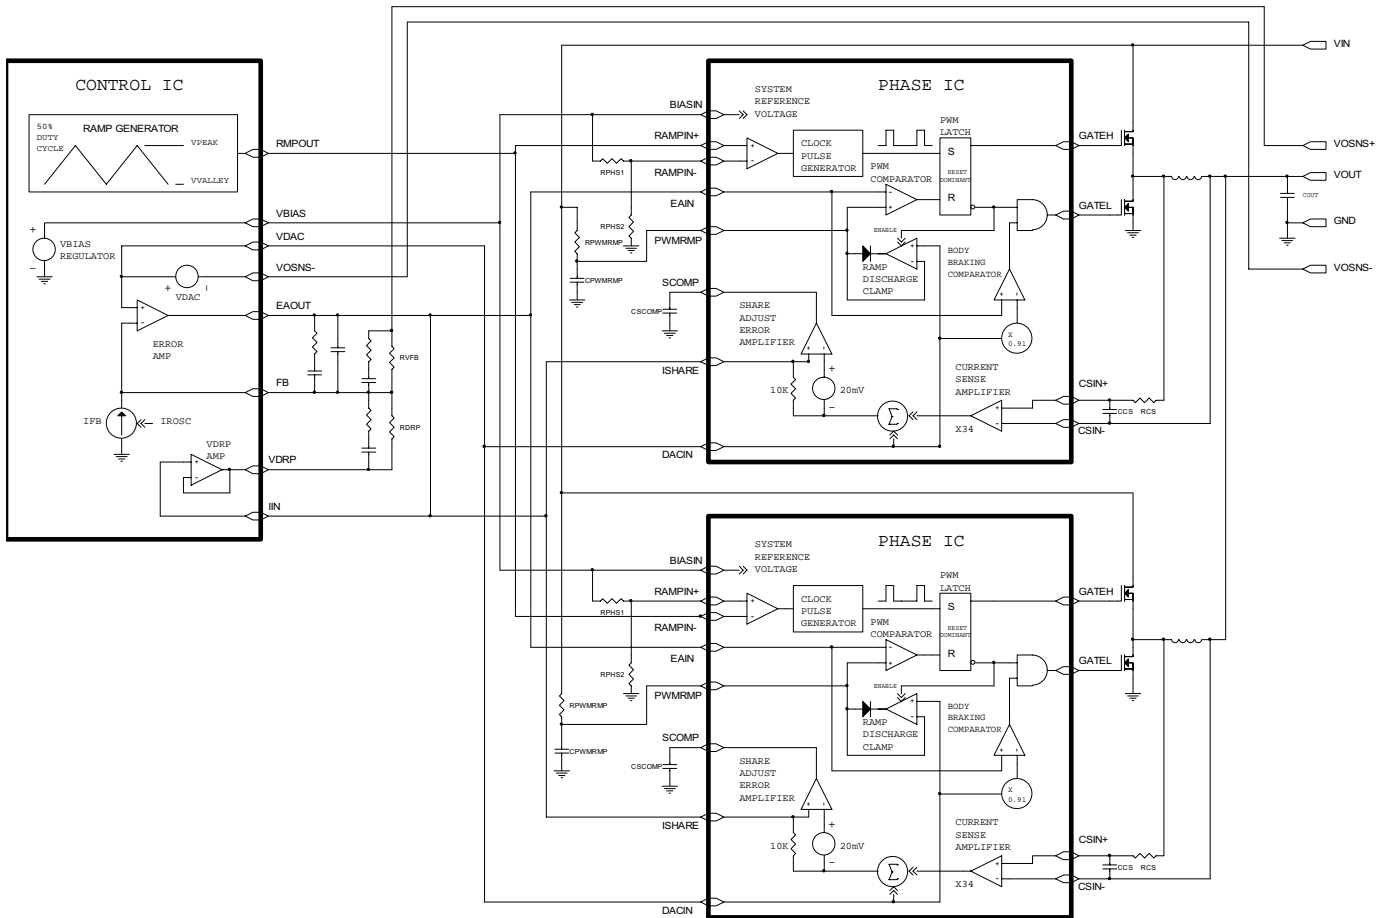 CONTROL IC
50%
DUTY
CYCLE
RAMP GENERATOR
VPEAK
VVALLEY
RMPOUT
VBIAS
+
VBIAS
REGULATOR
-
VDAC
VOSNS-
+
VDAC
-
EAOUT
+
-
ERROR
AMP
RVFB
FB
IFB
IROSC
RDRP
VDRP
AMP
+
-
VDRP
IIN
PHASE IC
SYSTEM
REFERENCE
VOLTAGE
BIASIN
RAMPIN+
RPHS1
RAMPIN-
+
-
CLOCK
PULSE
GENERATOR
PWM
LATCH
S
RESET
DOMINANT
R
EAIN
PWM
COMPARATOR
-
+
RPHS2
RPWMRMP
PWMRMP
CPWMRMP
ENABLE
+
-
RAMP
DISCHARGE
CLAMP
BODY
BRAKING
COMPARATOR
+
-
SCOMP
CSCOMP
SHARE
ADJUST
ERROR
AMPLIFIER
+
-
X
0.91
ISHARE
10K
+
20mV
-
CURRENT
SENSE
AMPLIFIER
Σ
X34
+
-
CSIN+
CCS
RCS
CSIN-
DACIN
GATEH
GATEL
VIN
VOSNS+
VOUT
COUT
GND
VOSNS-
PHASE IC
SYSTEM
REFERENCE
VOLTAGE
BIASIN
RAMPIN+
RPHS1
RAMPIN-
+
-
CLOCK
PULSE
GENERATOR
PWM
LATCH
S
RESET
DOMINANT
R
EAIN
PWM
COMPARATOR
-
+
RPHS2
RPWMRMP
PWMRMP
CPWMRMP
ENABLE
+
-
RAMP
DISCHARGE
CLAMP
BODY
BRAKING
COMPARATOR
+
-
SCOMP
CSCOMP
SHARE
ADJUST
ERROR
AMPLIFIER
+
-
X
0.91
ISHARE
10K
+
20mV
-
CURRENT
SENSE
AMPLIFIER
Σ
X34
+
-
CSIN+
CCS
RCS
CSIN-
DACIN
GATEH
GATEL